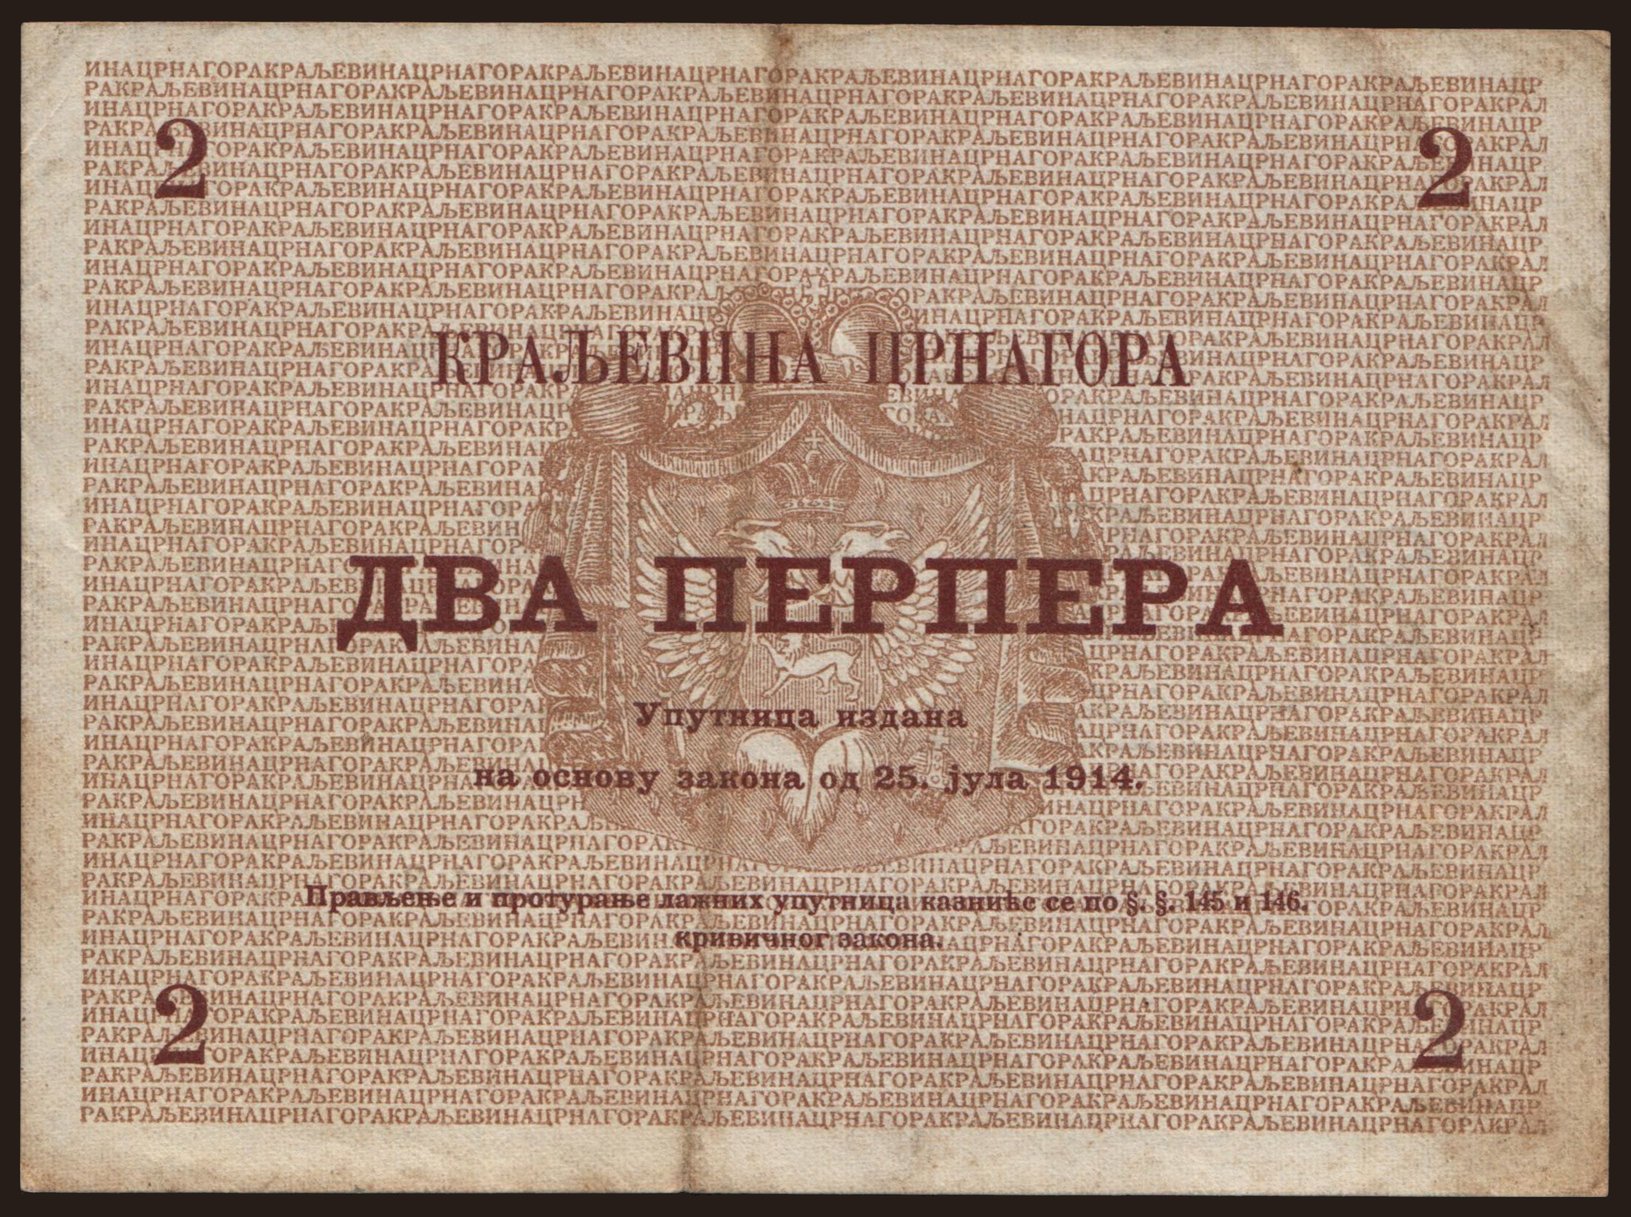 2 2
КРАЉЕВИНА ЦРНАГОРА
ДВА ПЕРПЕРА
Упутница издана
на основу закона од 25. јула 1914.
Прављење и протурање лажних упутница казниће се по §. §. 145 и 146.
кривичног закона.
2 2